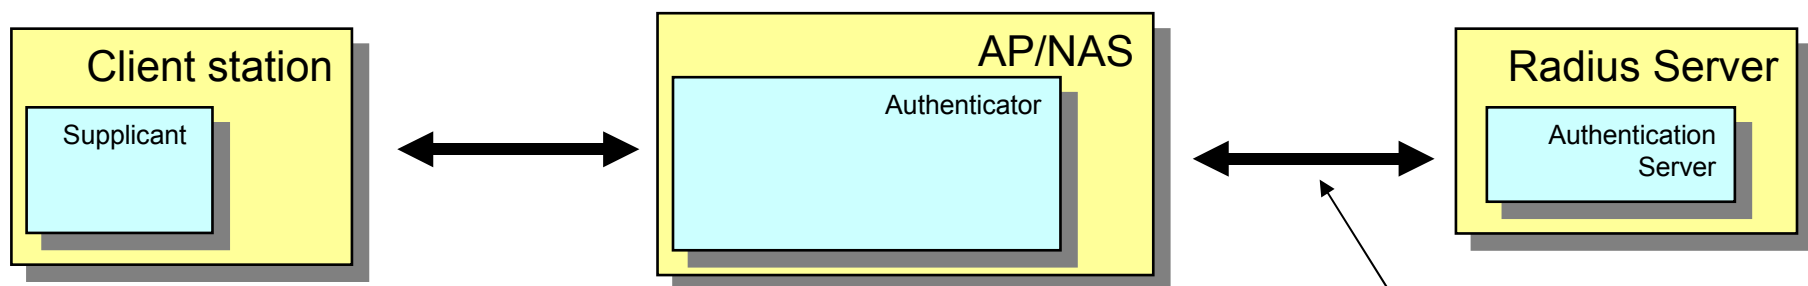 Client station
Supplicant
AP/NAS
Authenticator
Radius Server
Authentication
Server